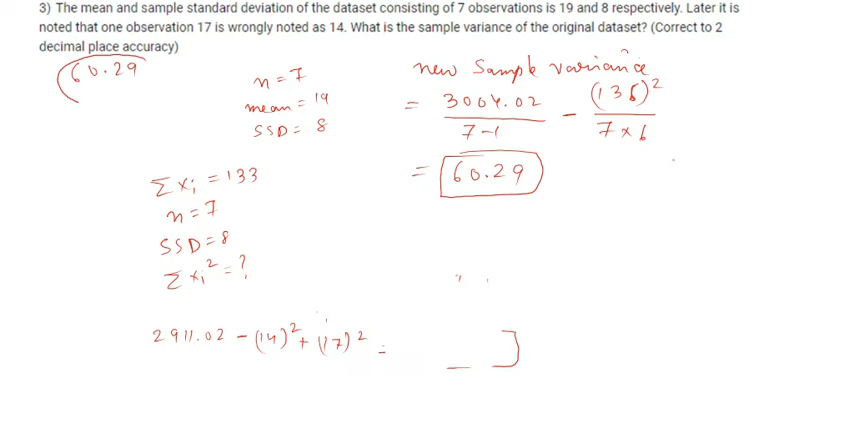 3) The mean and sample standard deviation of the dataset consisting of 7 observations is 19 and 8 respectively. Later it is
noted that one observation 17 is wrongly noted as 14. What is the sample variance of the original dataset? (Correct to 2
decimal place accuracy)
60.29
n = 7
mean = 19
SSD = 8
new Sample variance
= 3004.02 / 7-1 - (136)² / 7 × 6
= 60.29
Σxi = 133
n = 7
SSD = 8
Σxi² = ?
2911.02 - (14)² + (17)² =